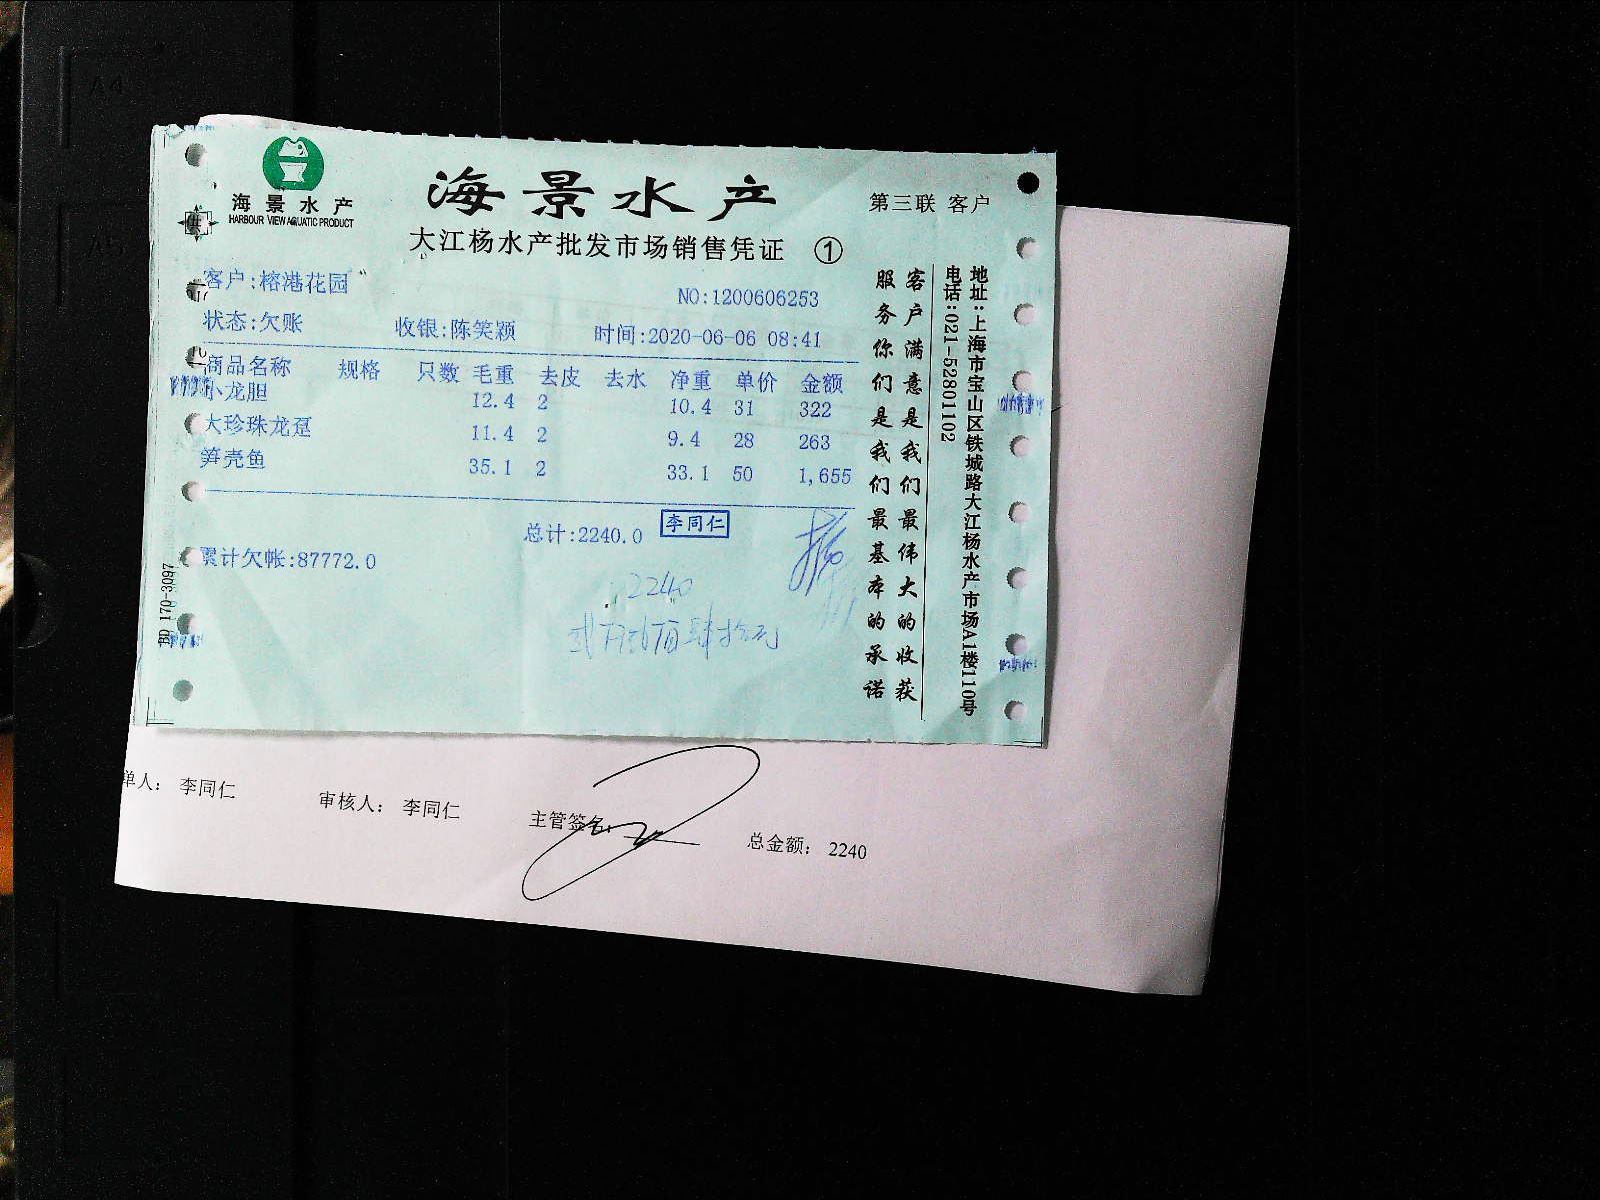 海景水产
HARBOUR VIEW AQUATIC PRODUCT
海景水产
第三联 客户
大江杨水产批发市场销售凭证 ①
客户:榕港花园
NO:1200606253
状态:欠账 收银:陈笑颖 时间:2020-06-06 08:41
商品名称 规格 只数 毛重 去皮 去水 净重 单价 金额
小龙胆 12.4 2 10.4 31 322
大珍珠龙趸 11.4 2 9.4 28 263
笋壳鱼 35.1 2 33.1 50 1,655
总计:2240.0 李同仁
累计欠帐:87772.0
2240
客户满意是我们最伟大的收获
服务你们是我们最基本的承诺
地址:上海市宝山区铁城路大江杨水产市场A1楼110号
电话:021-52801102
170-3097
单人: 李同仁 审核人: 李同仁 主管签名: 总金额: 2240
A4
A5